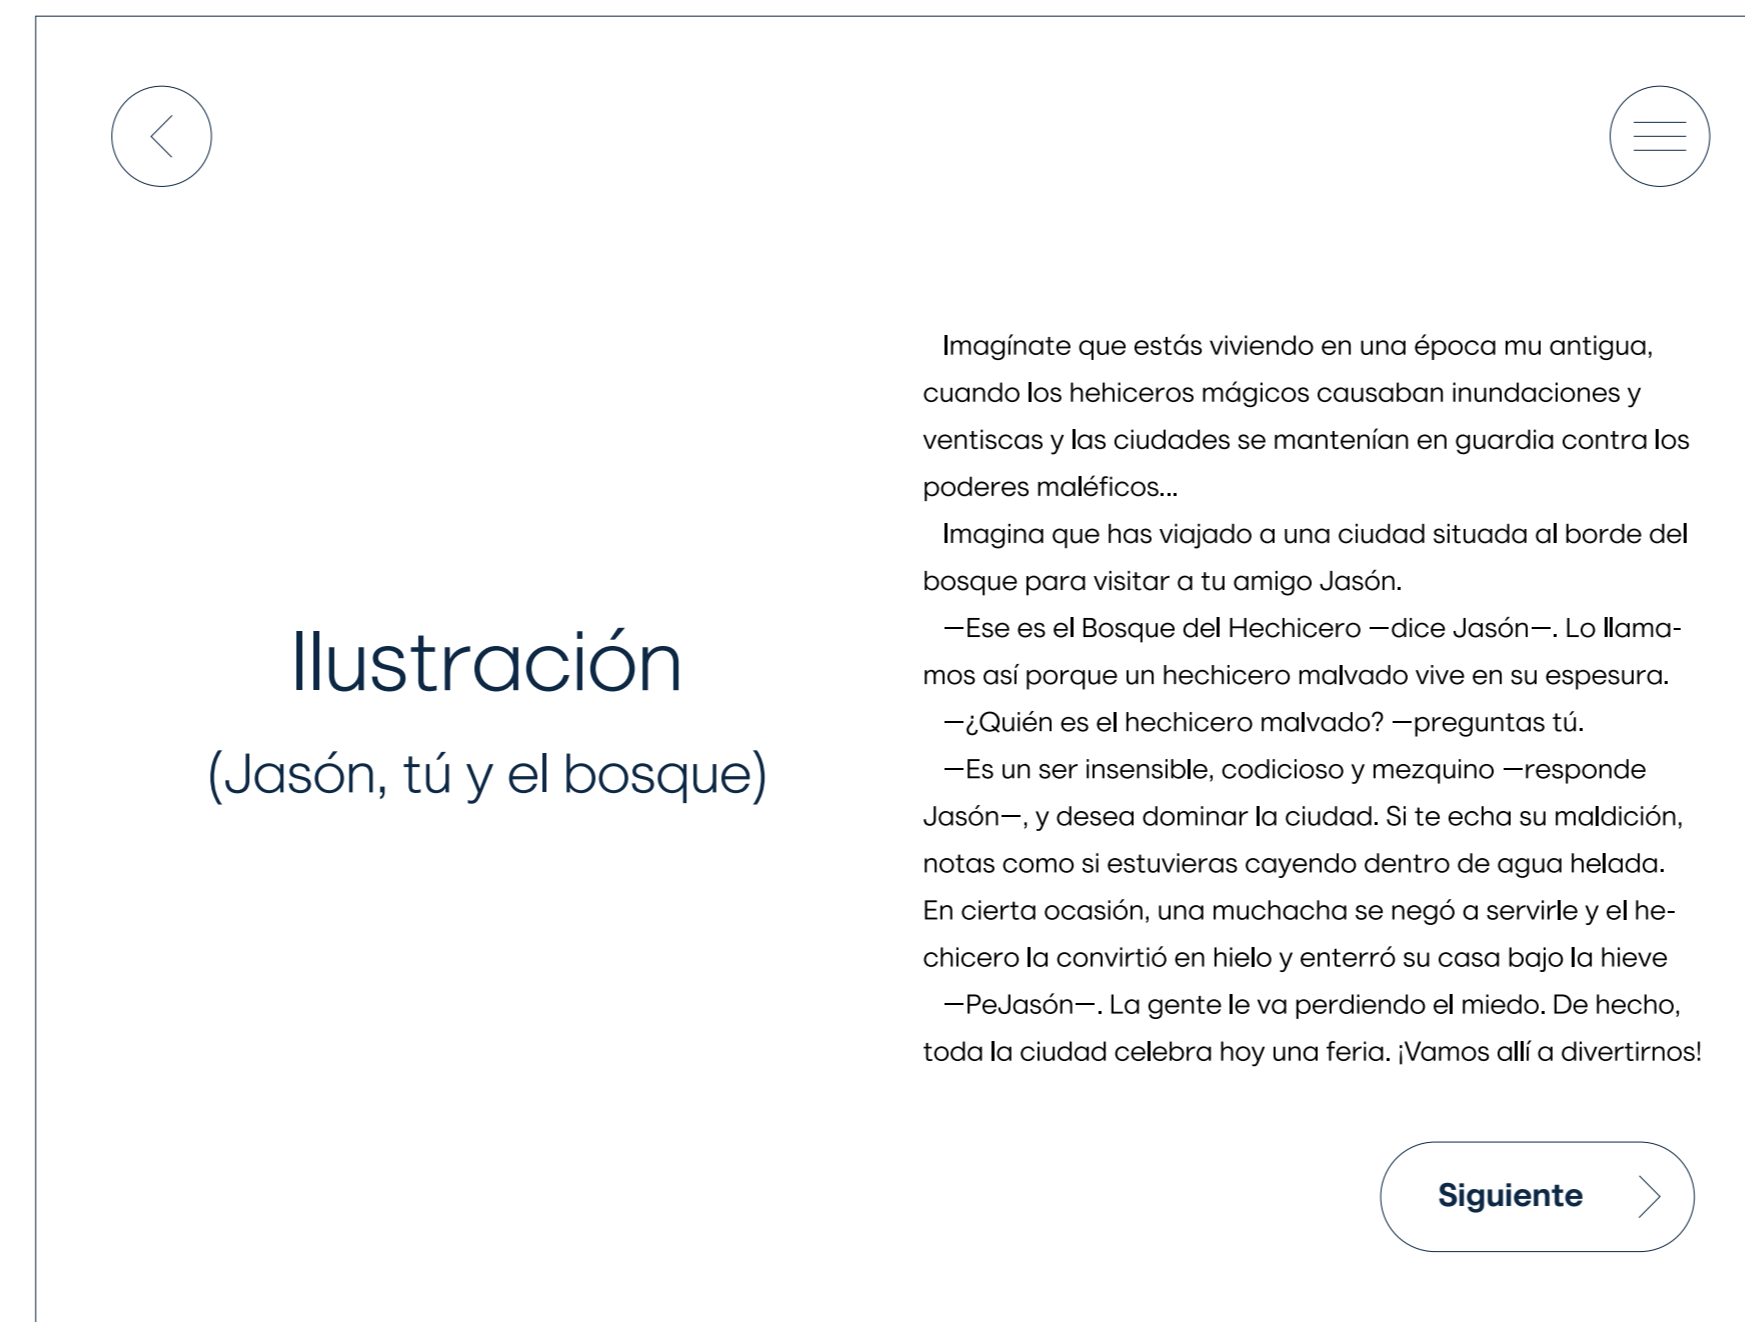 Ilustración
(Jasón, tú y el bosque)
Imagínate que estás viviendo en una época mu antigua,
cuando los hehiceros mágicos causaban inundaciones y
ventiscas y las ciudades se mantenían en guardia contra los
poderes maléficos...
Imagina que has viajado a una ciudad situada al borde del
bosque para visitar a tu amigo Jasón.
—Ese es el Bosque del Hechicero —dice Jasón—. Lo llama-
mos así porque un hechicero malvado vive en su espesura.
—¿Quién es el hechicero malvado? —preguntas tú.
—Es un ser insensible, codicioso y mezquino —responde
Jasón—, y desea dominar la ciudad. Si te echa su maldición,
notas como si estuvieras cayendo dentro de agua helada.
En cierta ocasión, una muchacha se negó a servirle y el he-
chicero la convirtió en hielo y enterró su casa bajo la hieve
—PeJasón—. La gente le va perdiendo el miedo. De hecho,
toda la ciudad celebra hoy una feria. ¡Vamos allí a divertirnos!
Siguiente